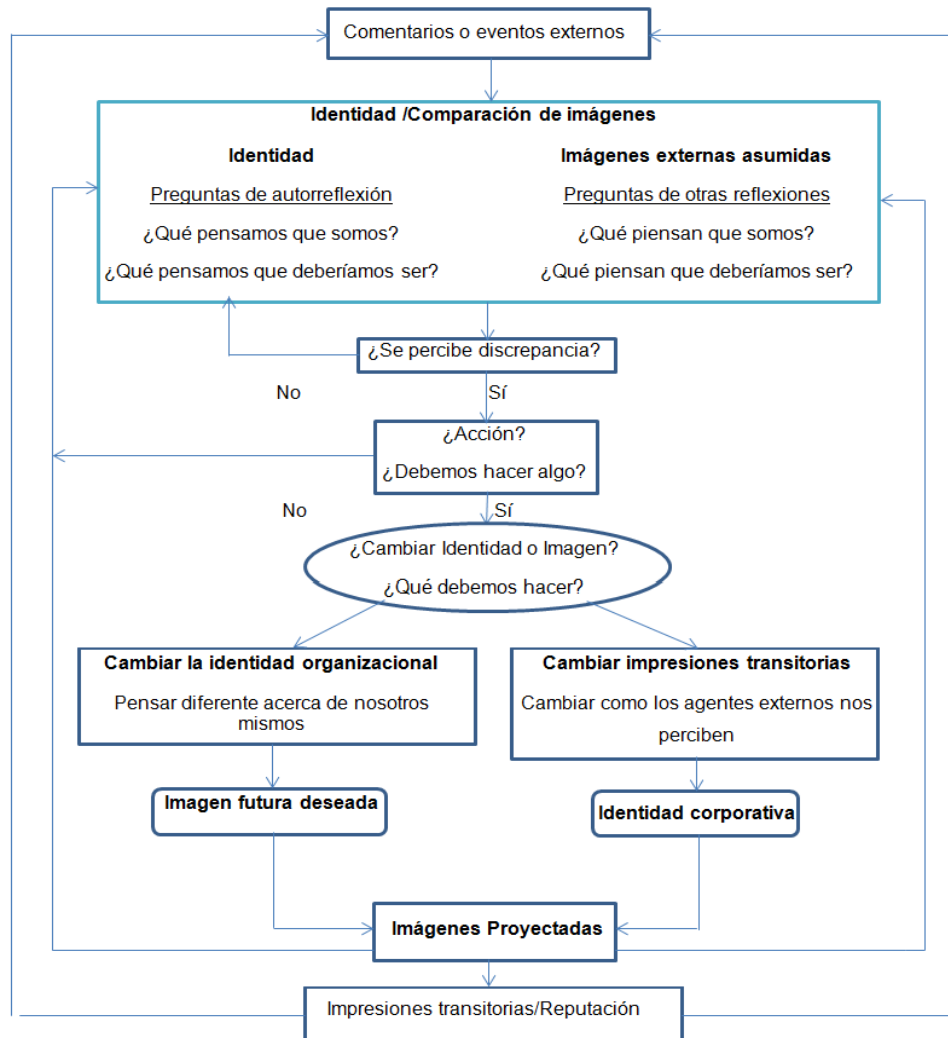 Comentarios o eventos externos
Identidad /Comparación de imágenes
Identidad
Preguntas de autorreflexión
¿Qué pensamos que somos?
¿Qué pensamos que deberíamos ser?
Imágenes externas asumidas
Preguntas de otras reflexiones
¿Qué piensan que somos?
¿Qué piensan que deberíamos ser?
¿Se percibe discrepancia?
No
Sí
¿Acción?
¿Debemos hacer algo?
No
Sí
¿Cambiar Identidad o Imagen?
¿Qué debemos hacer?
Cambiar la identidad organizacional
Pensar diferente acerca de nosotros
mismos
Cambiar impresiones transitorias
Cambiar como los agentes externos nos
perciben
Imagen futura deseada
Identidad corporativa
Imágenes Proyectadas
Impresiones transitorias/Reputación